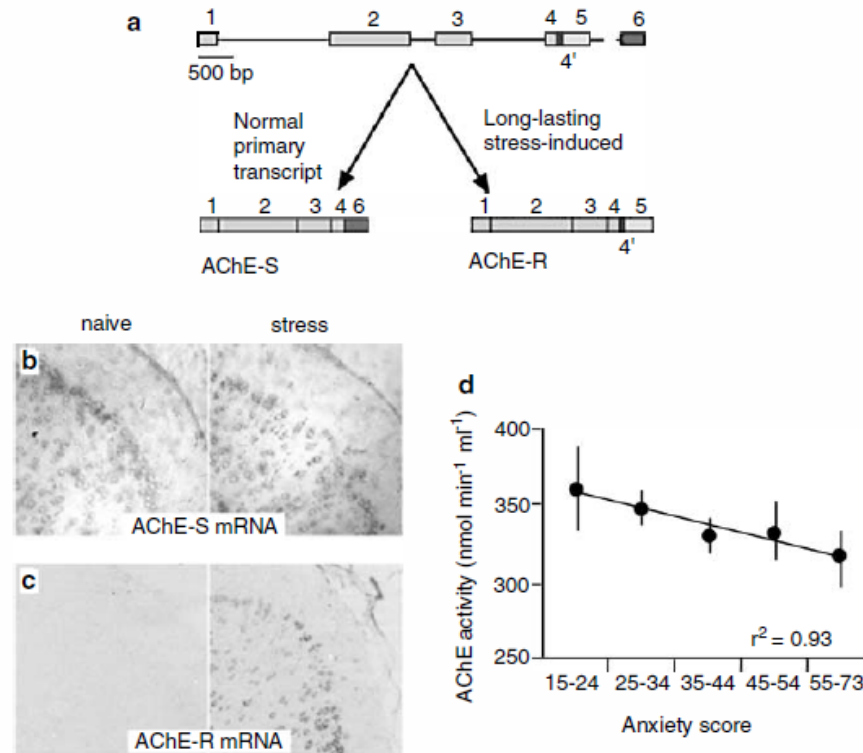 a
1 2 3 4 5 6
4'
500 bp
Normal
primary
transcript
Long-lasting
stress-induced
1 2 3 4 6
AChE-S
1 2 3 4 5
4'
AChE-R
naive stress
b
AChE-S mRNA
c
AChE-R mRNA
d
AChE activity (nmol min⁻¹ ml⁻¹)
400
350
300
250
r² = 0.93
15-24 25-34 35-44 45-54 55-73
Anxiety score